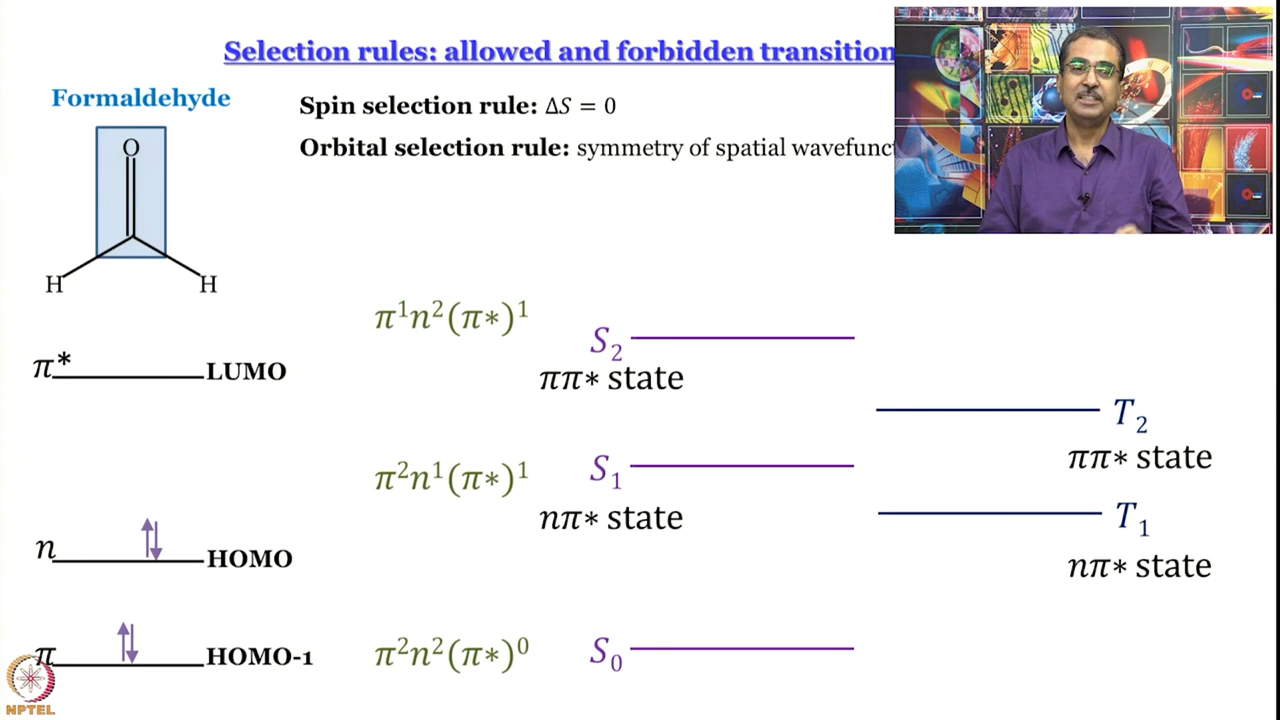 Selection rules: allowed and forbidden transition
Formaldehyde
Spin selection rule: ΔS = 0
Orbital selection rule: symmetry of spatial wavefunc
O
H H
π* LUMO
n HOMO
π HOMO-1
π¹n²(π*)¹ S₂
ππ* state
π²n¹(π*)¹ S₁
nπ* state
π²n²(π*)⁰ S₀
T₂
ππ* state
T₁
nπ* state
NPTEL